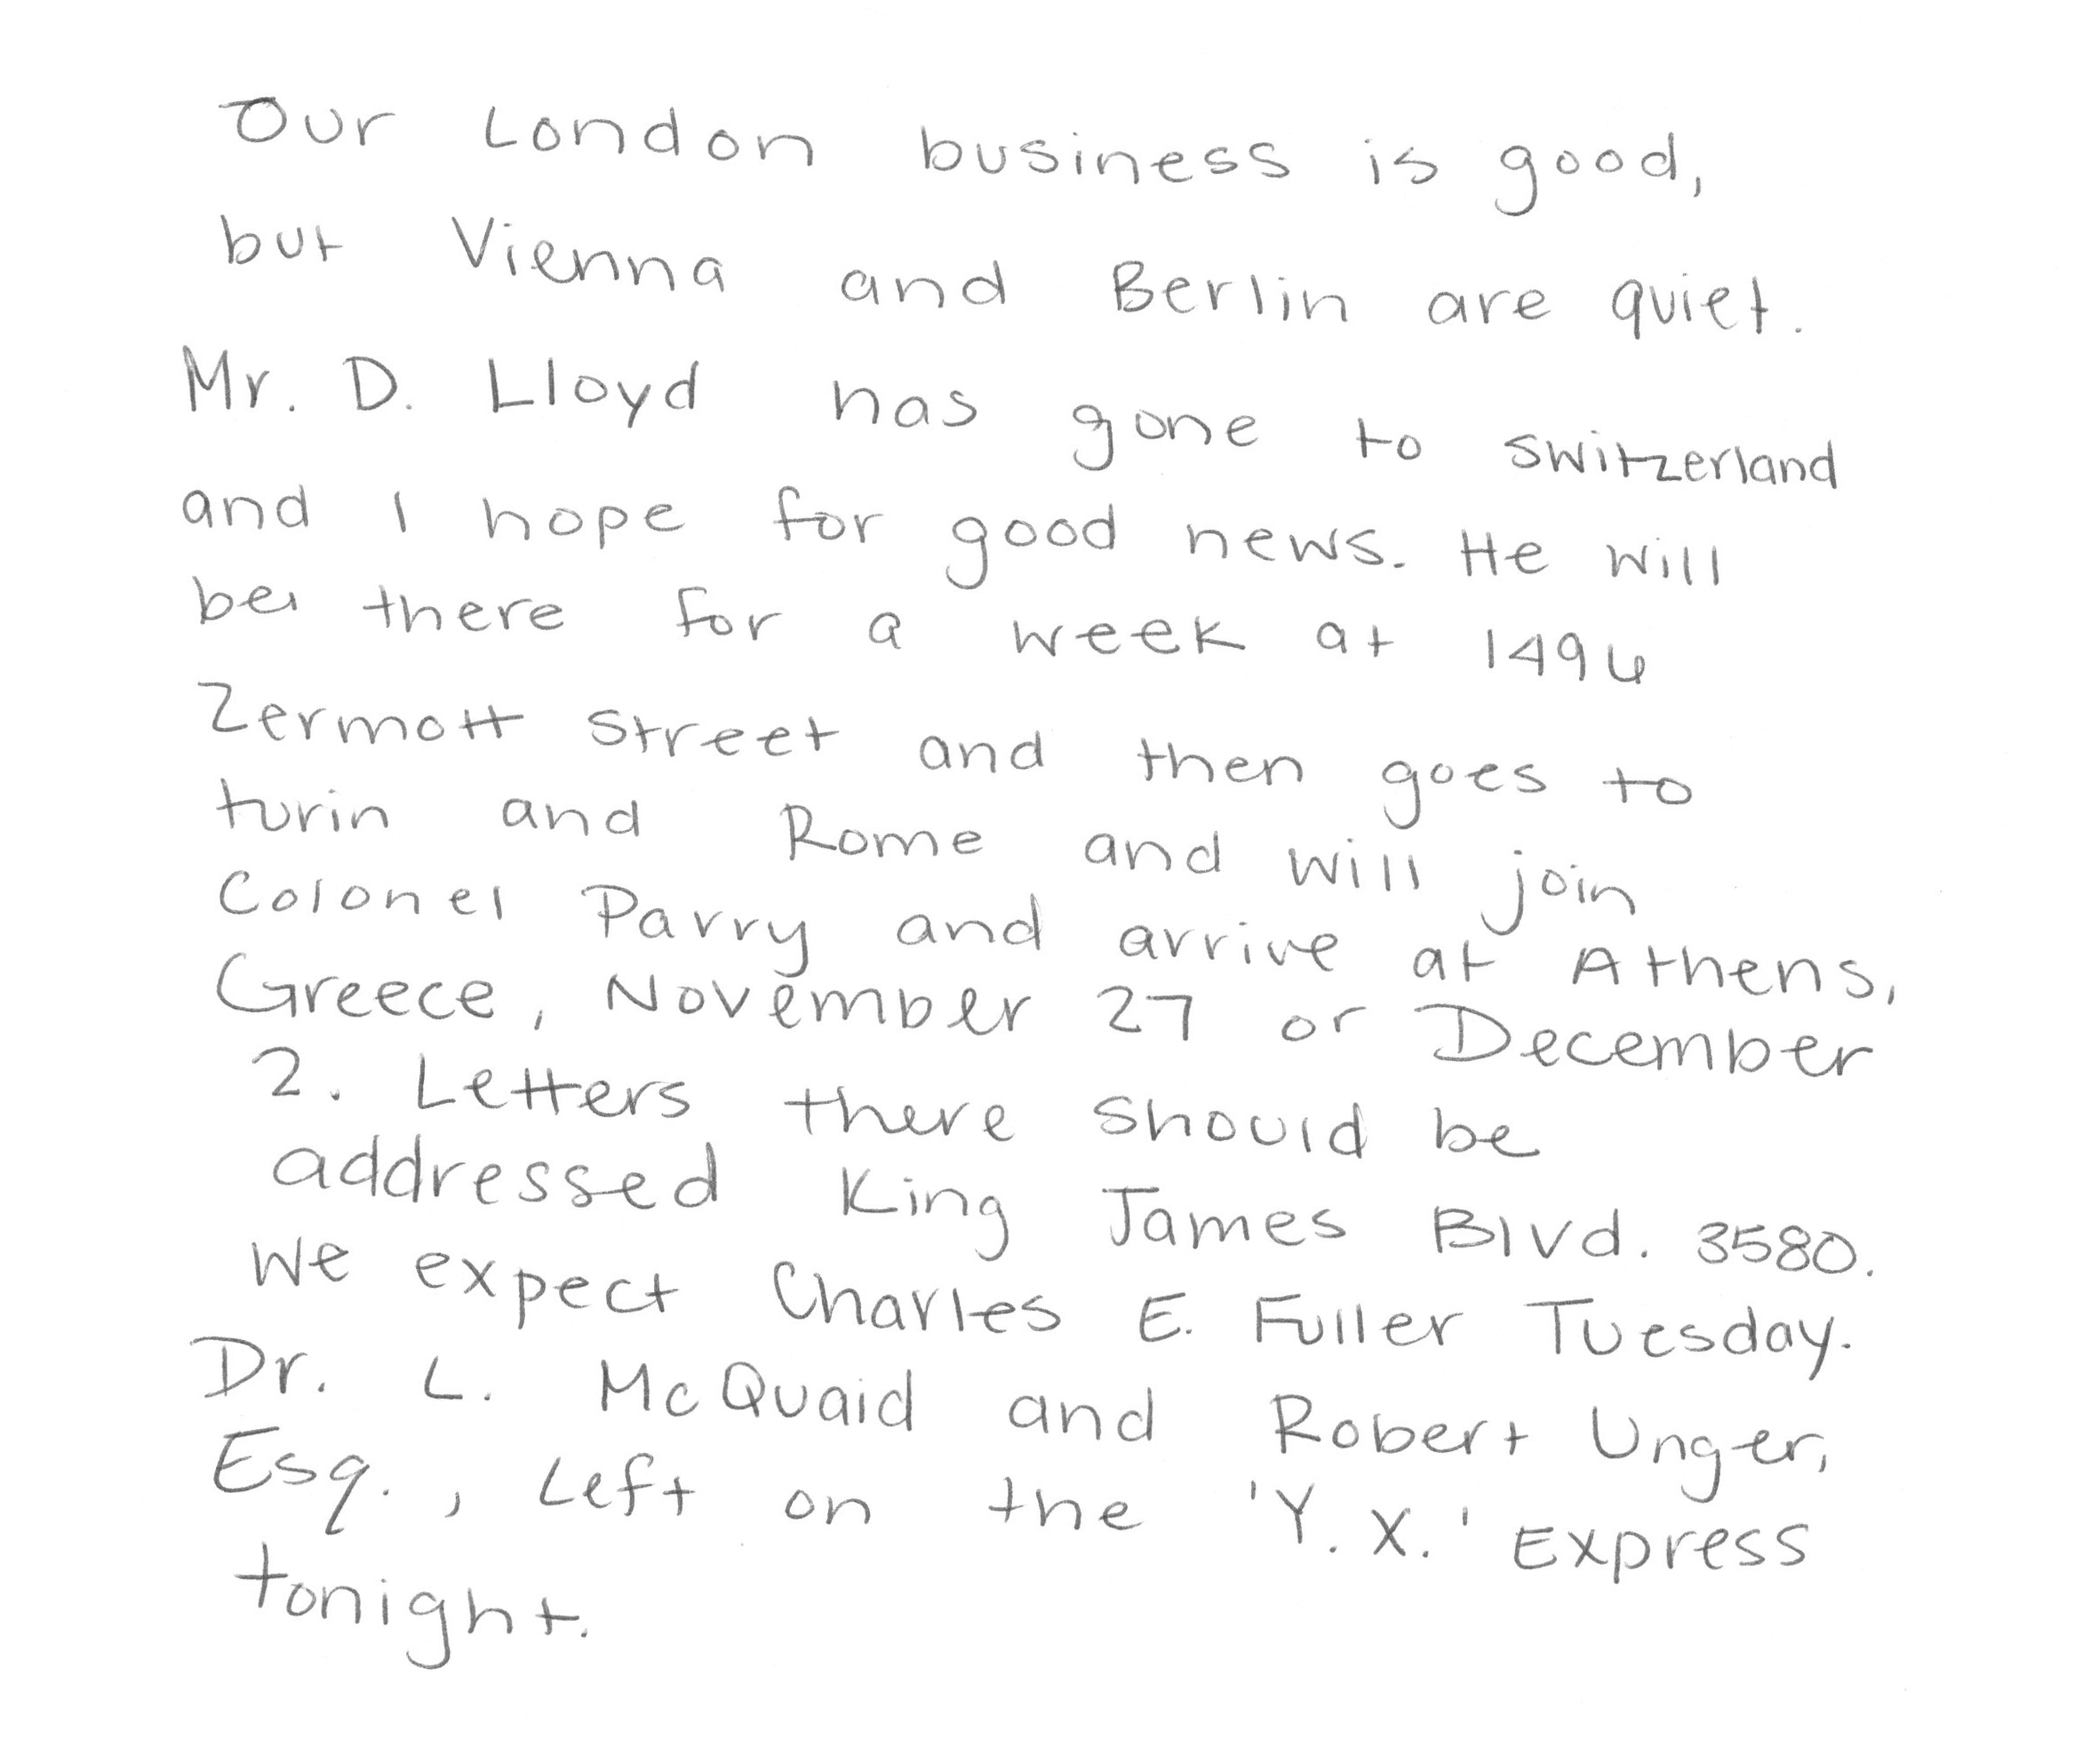 Our London business is good,
but Vienna and Berlin are quiet.
Mr. D. Lloyd has gone to switzerland
and I hope for good news. He will
be there for a week at 1496
Zermott street and then goes to
turin and Rome and will join
Colonel Parry and arrive at Athens,
Greece, November 27 or December
2. Letters there should be
addressed King James Blvd. 3580.
We expect Charles E. Fuller Tuesday.
Dr. L. McQuaid and Robert Unger,
Esq., Left on the 'Y. X.' Express
tonight.